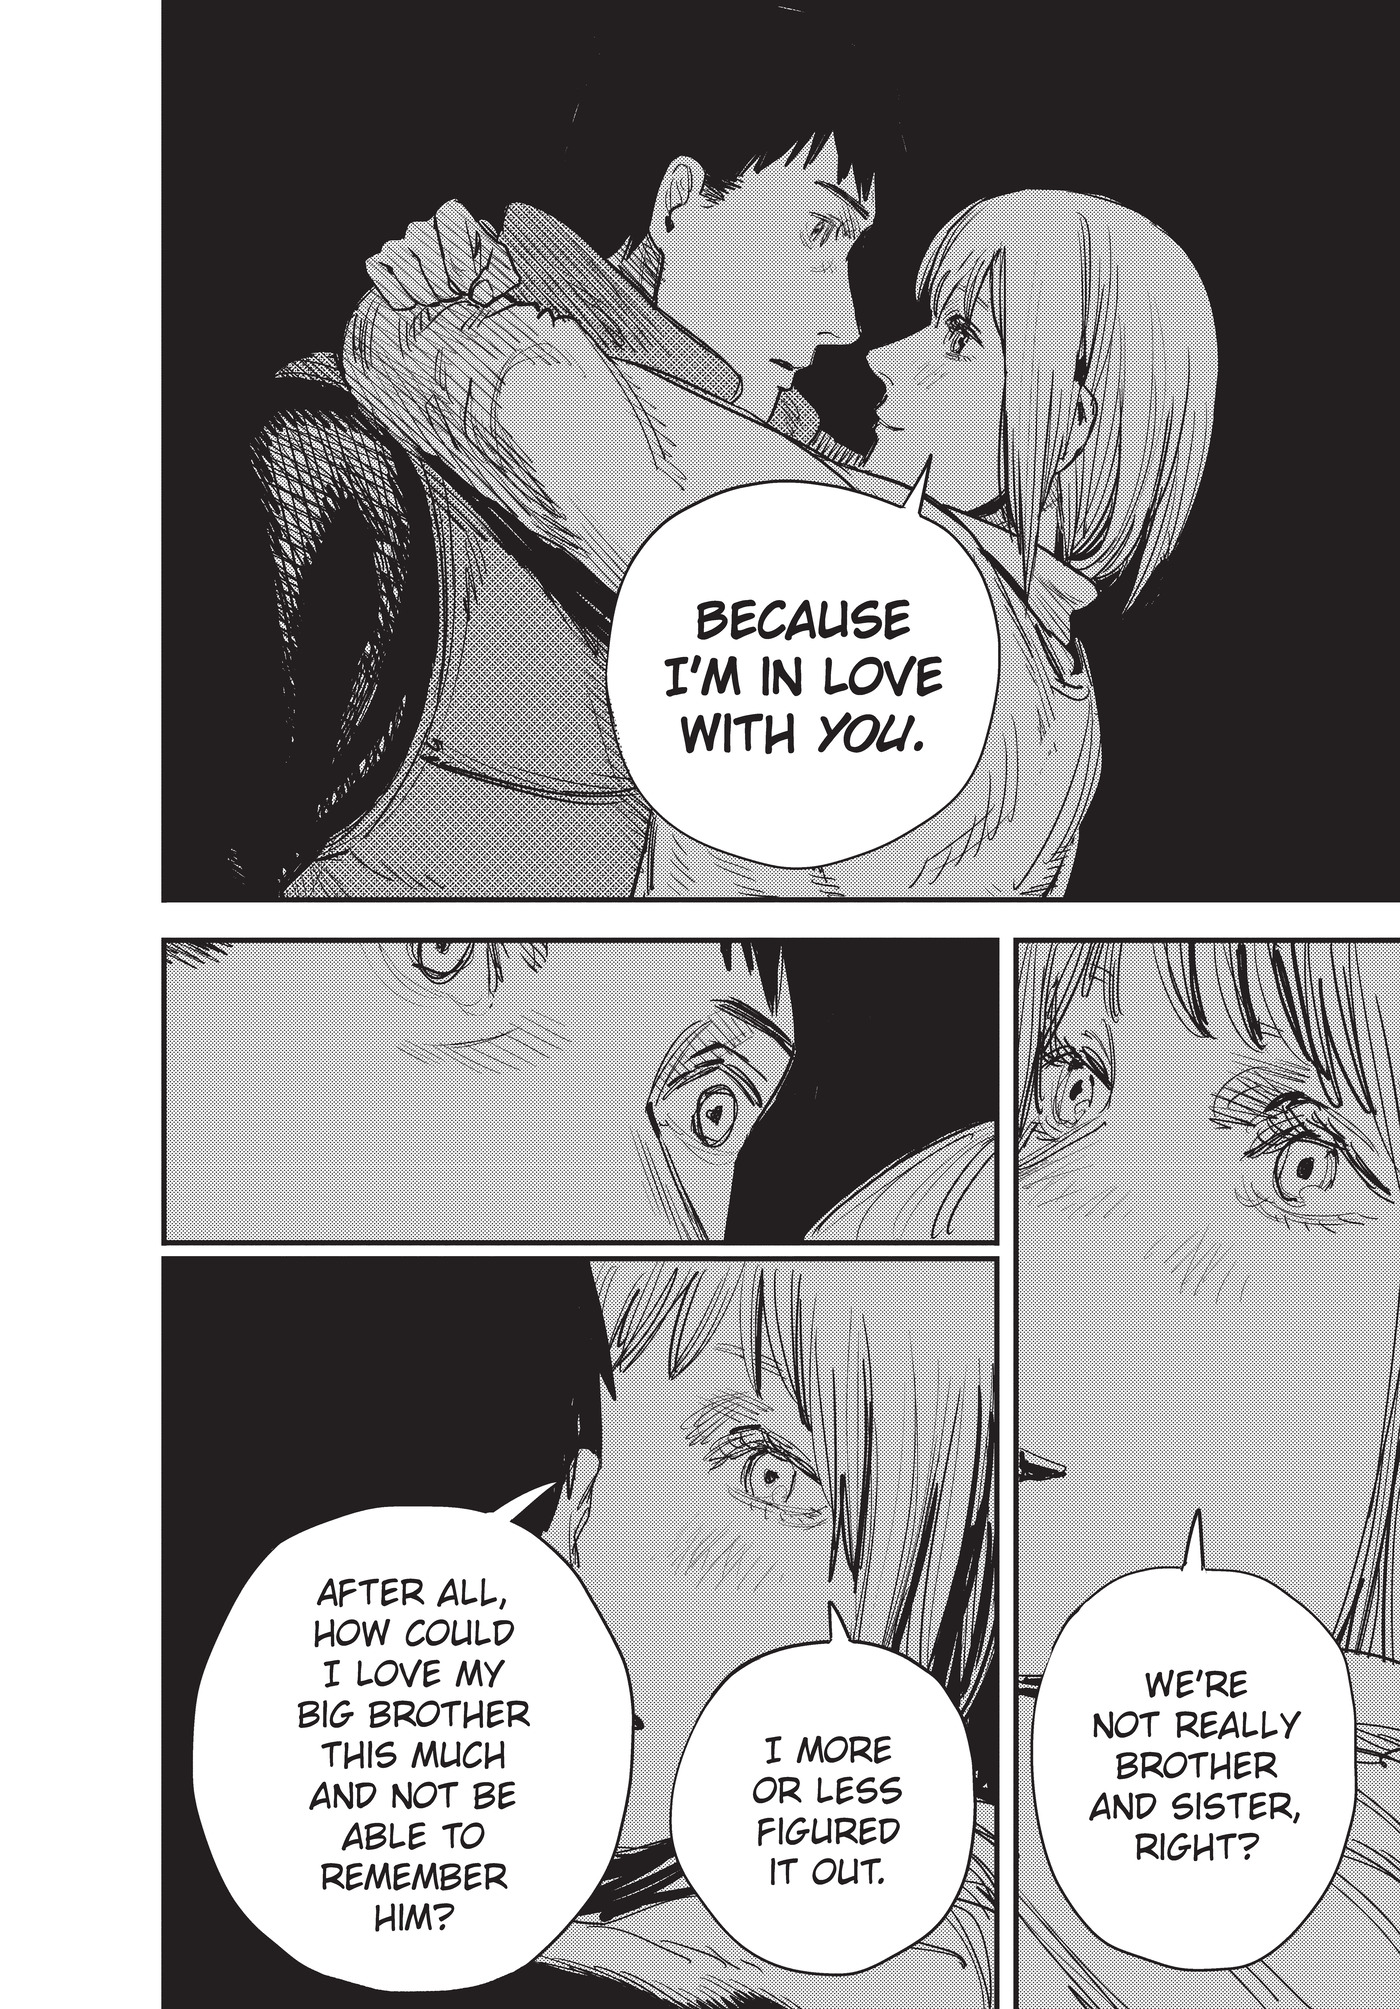 BECAUSE
I'M IN LOVE
WITH YOU.
WE'RE
NOT REALLY
BROTHER
AND SISTER,
RIGHT?
I MORE
OR LESS
FIGURED
IT OUT.
AFTER ALL,
HOW COULD
I LOVE MY
BIG BROTHER
THIS MUCH
AND NOT BE
ABLE TO
REMEMBER
HIM?